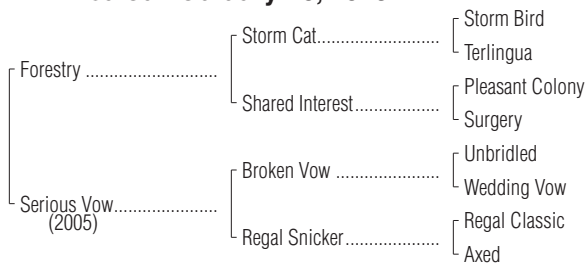 Storm Bird
Storm Cat
Terlingua
Forestry
Pleasant Colony
Shared Interest
Surgery
Unbridled
Broken Vow
Wedding Vow
Serious Vow
(2005)
Regal Classic
Regal Snicker
Axed